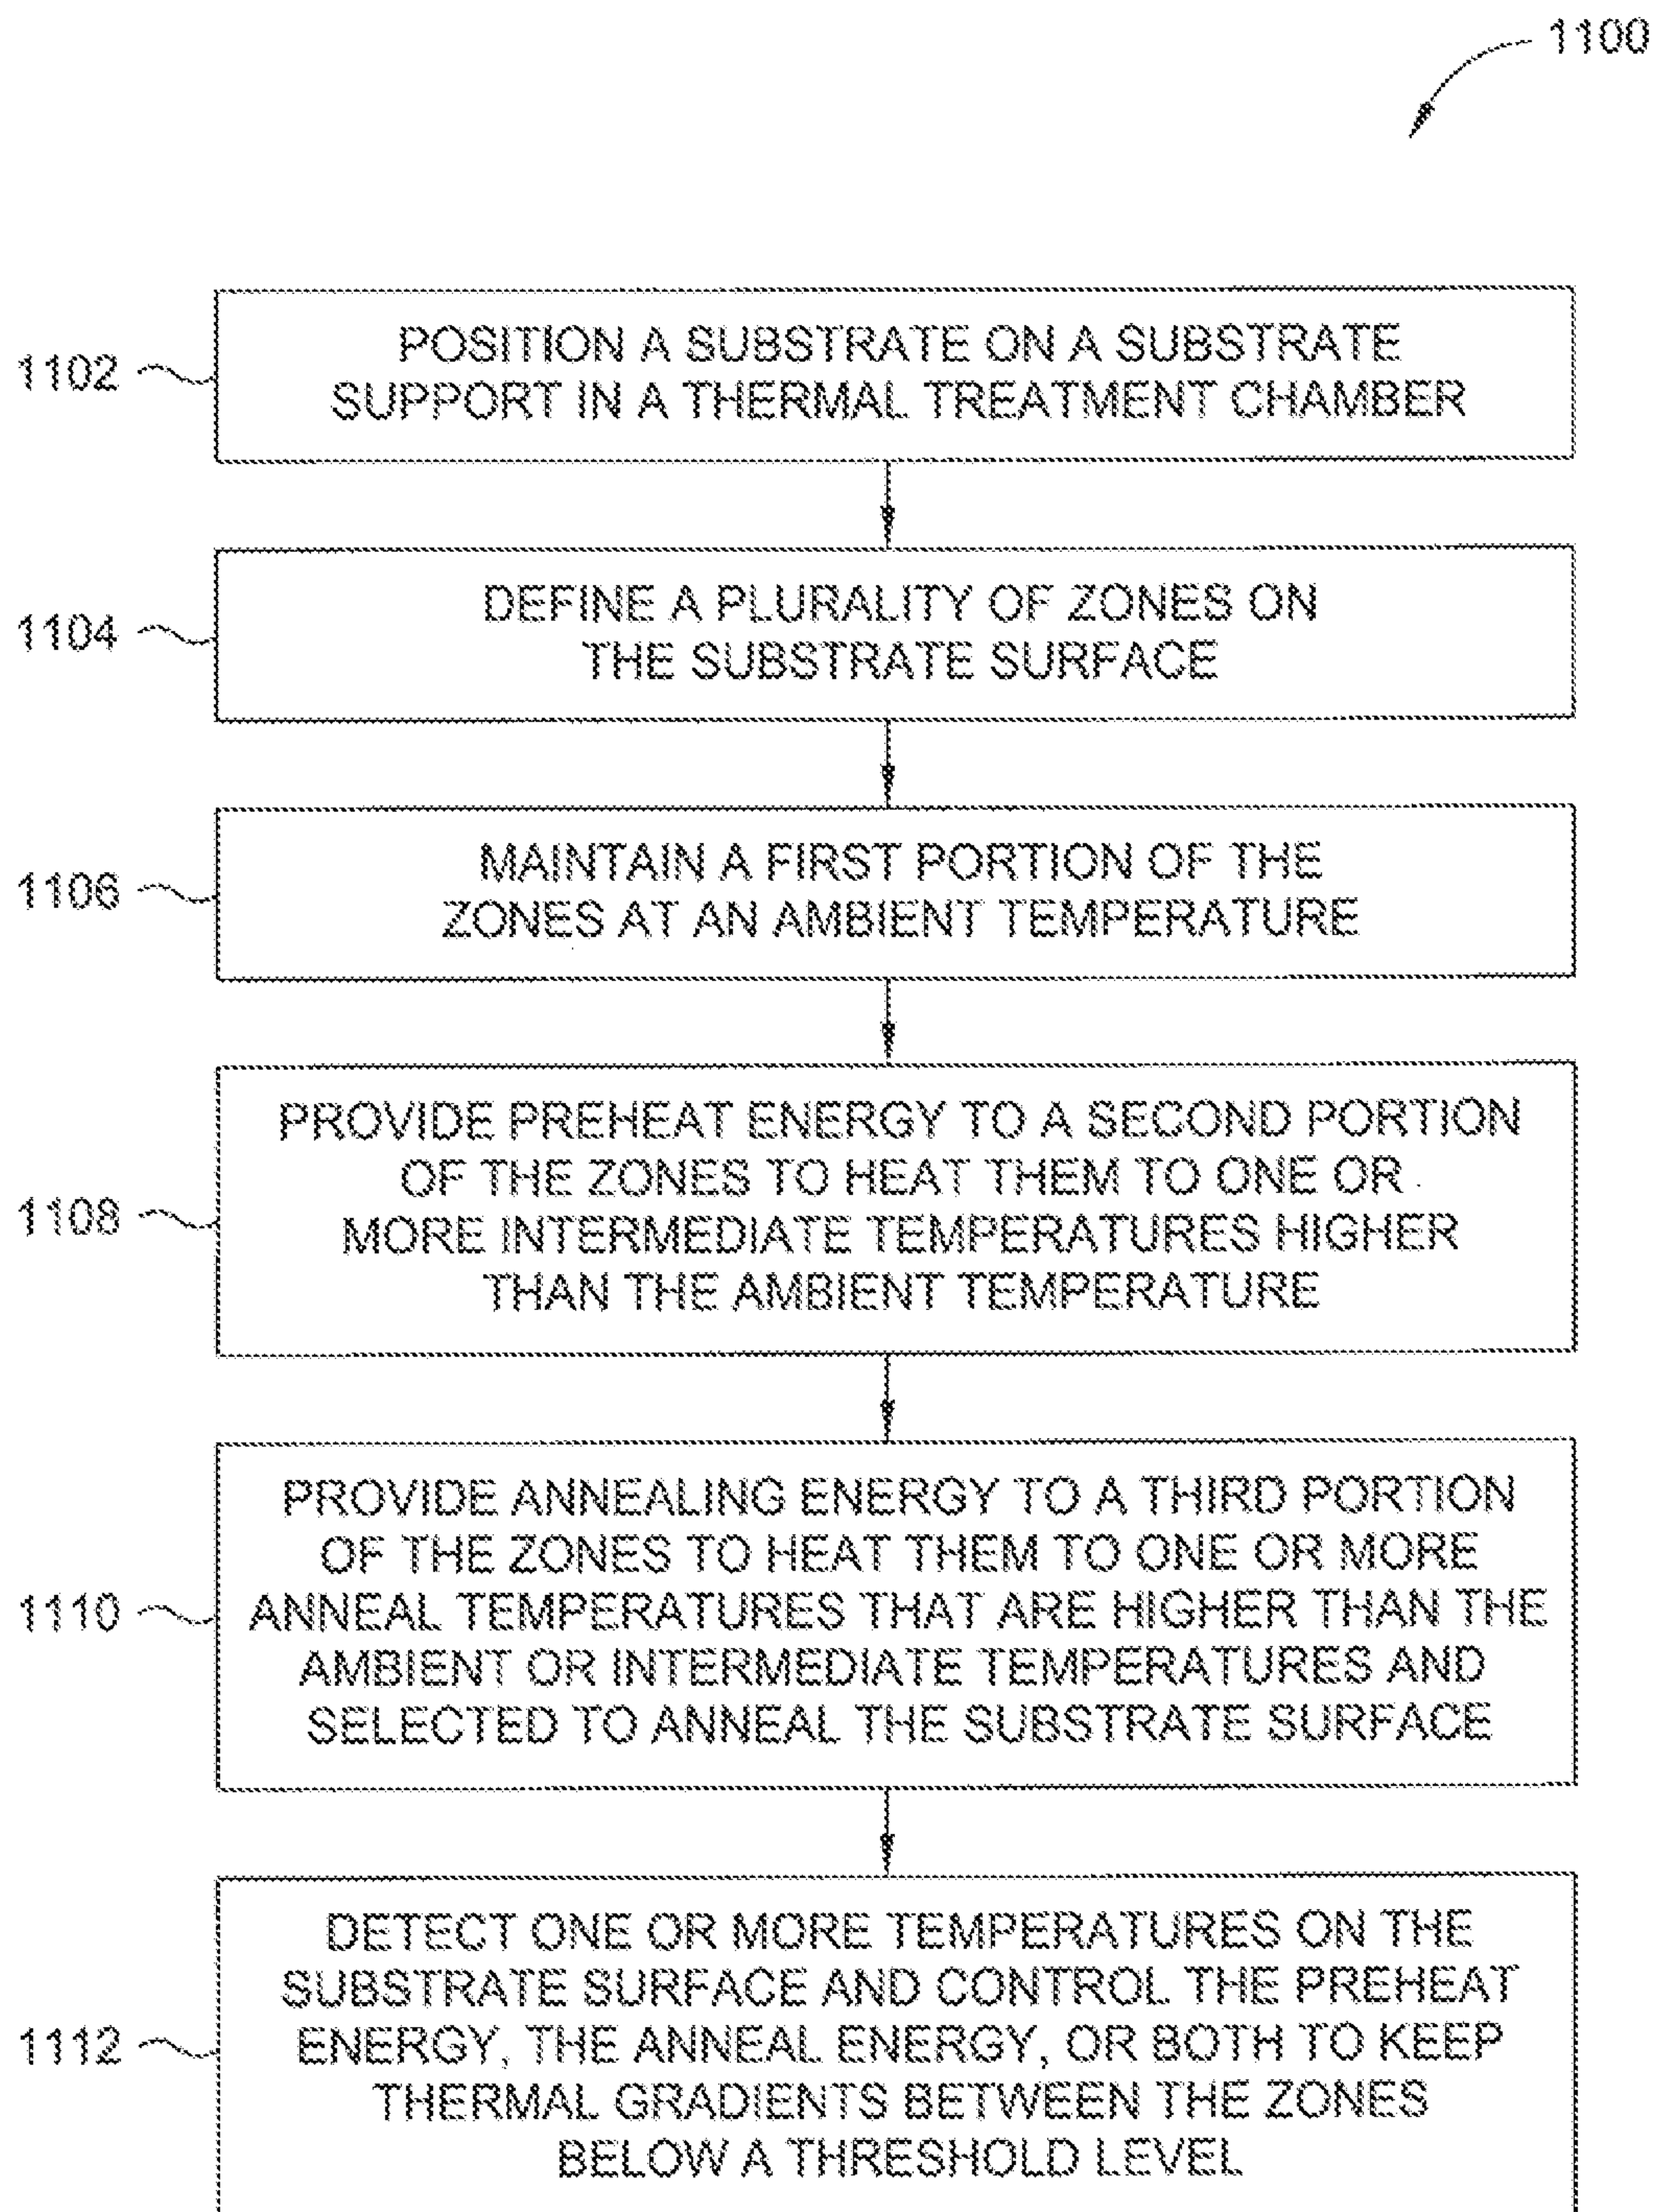 1100
1102
POSITION A SUBSTRATE ON A SUBSTRATE
SUPPORT IN A THERMAL TREATMENT CHAMBER
1104
DEFINE A PLURALITY OF ZONES ON
THE SUBSTRATE SURFACE
1106
MAINTAIN A FIRST PORTION OF THE
ZONES AT AN AMBIENT TEMPERATURE
1108
PROVIDE PREHEAT ENERGY TO A SECOND PORTION
OF THE ZONES TO HEAT THEM TO ONE OR
MORE INTERMEDIATE TEMPERATURES HIGHER
THAN THE AMBIENT TEMPERATURE
1110
PROVIDE ANNEALING ENERGY TO A THIRD PORTION
OF THE ZONES TO HEAT THEM TO ONE OR MORE
ANNEAL TEMPERATURES THAT ARE HIGHER THAN THE
AMBIENT OR INTERMEDIATE TEMPERATURES AND
SELECTED TO ANNEAL THE SUBSTRATE SURFACE
1112
DETECT ONE OR MORE TEMPERATURES ON THE
SUBSTRATE SURFACE AND CONTROL THE PREHEAT
ENERGY, THE ANNEAL ENERGY, OR BOTH TO KEEP
THERMAL GRADIENTS BETWEEN THE ZONES
BELOW A THRESHOLD LEVEL